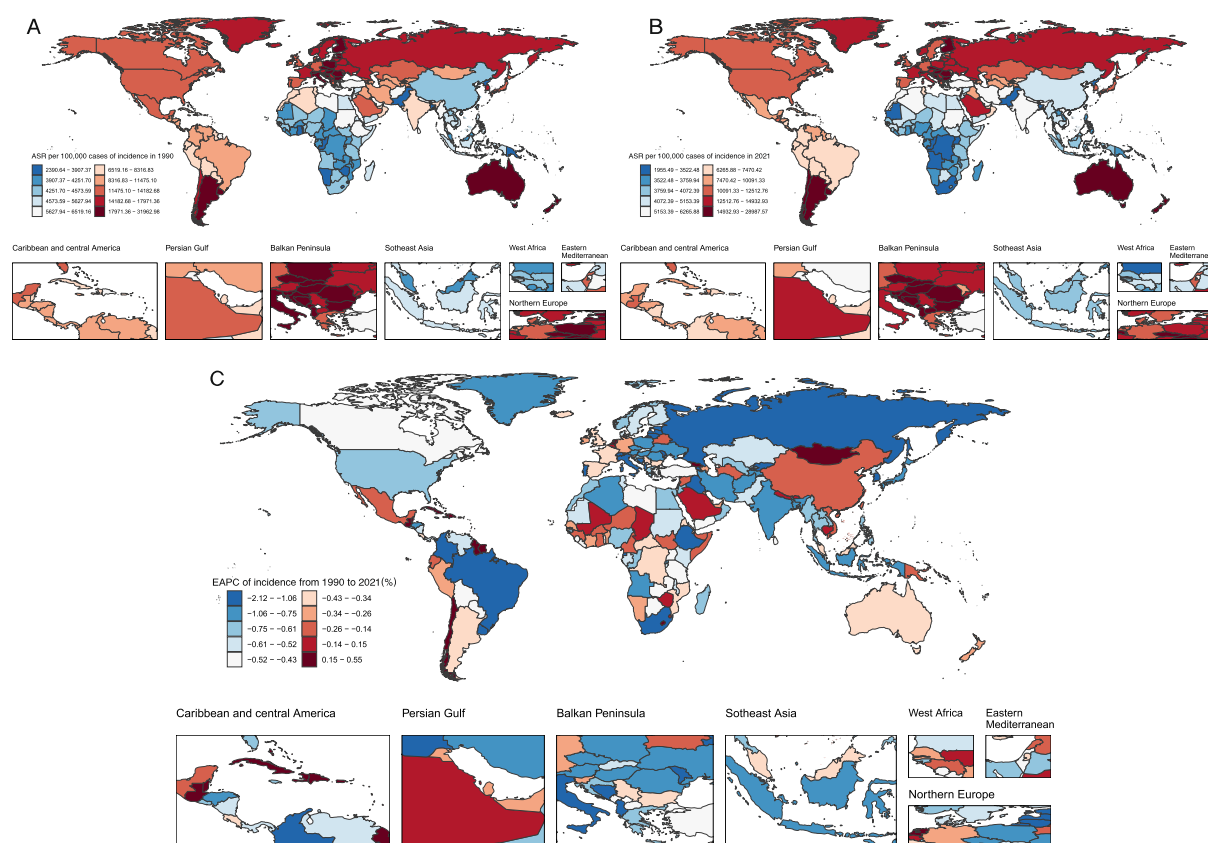 A
B
ASR per 100,000 cases of incidence in 1990
2390.64 − 3907.37
6519.16 − 8316.83
3907.37 − 4251.70
8316.83 − 11475.10
4251.70 − 4573.59
11475.10 − 14182.68
4573.59 − 5627.94
14182.68 − 17971.36
5627.94 − 6519.16
17971.36 − 31962.98
ASR per 100,000 cases of incidence in 2021
1955.49 − 3522.48
6265.88 − 7470.42
3522.48 − 3759.94
7470.42 − 10091.33
3759.94 − 4072.39
10091.33 − 12512.76
4072.39 − 5153.39
12512.76 − 14932.93
5153.39 − 6265.88
14932.93 − 28987.57
Caribbean and central America
Persian Gulf
Balkan Peninsula
Sotheast Asia
West Africa
Eastern
Mediterranean
Northern Europe
Caribbean and central America
Persian Gulf
Balkan Peninsula
Sotheast Asia
West Africa
Eastern
Mediterrane
Northern Europe
C
EAPC of incidence from 1990 to 2021(%)
−2.12 − −1.06
−0.43 − −0.34
−1.06 − −0.75
−0.34 − −0.26
−0.75 − −0.61
−0.26 − −0.14
−0.61 − −0.52
−0.14 − 0.15
−0.52 − −0.43
0.15 − 0.55
Caribbean and central America
Persian Gulf
Balkan Peninsula
Sotheast Asia
West Africa
Eastern
Mediterranean
Northern Europe